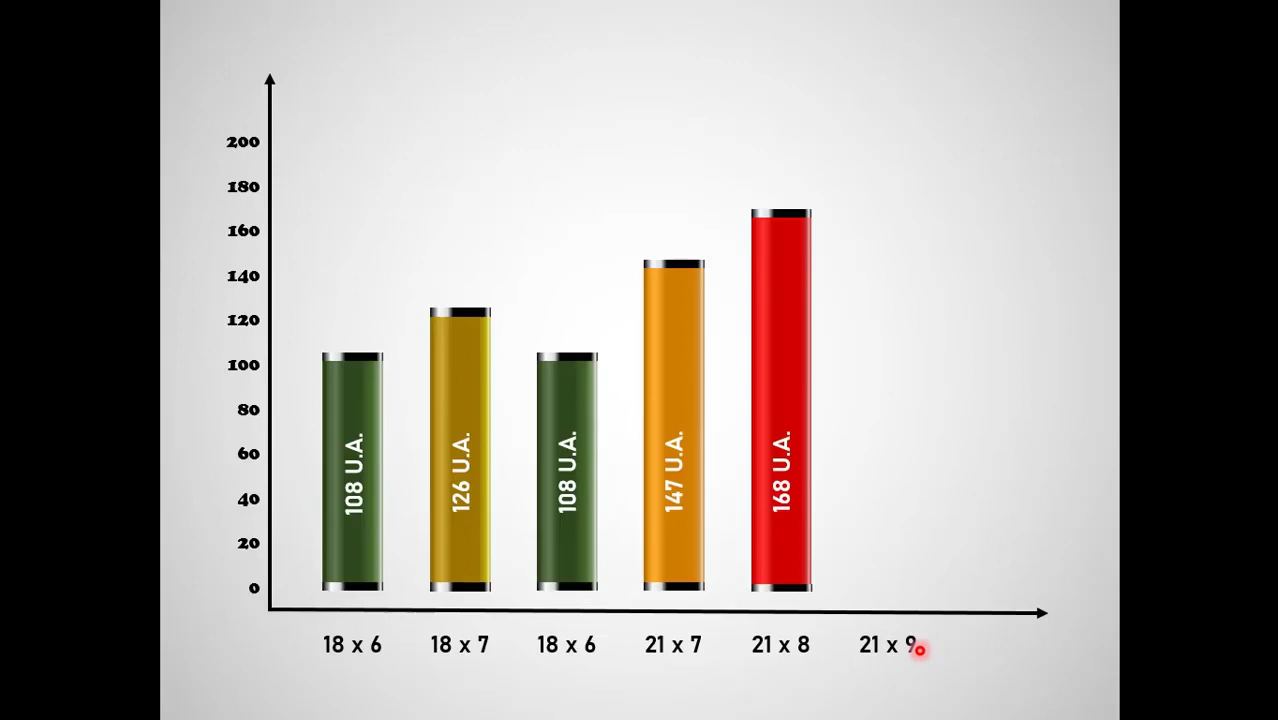 200
180
160
140
120
100
80
60
40
20
0
108 U.A.
126 U.A.
108 U.A.
147 U.A.
168 U.A.
18 x 6
18 x 7
18 x 6
21 x 7
21 x 8
21 x 9